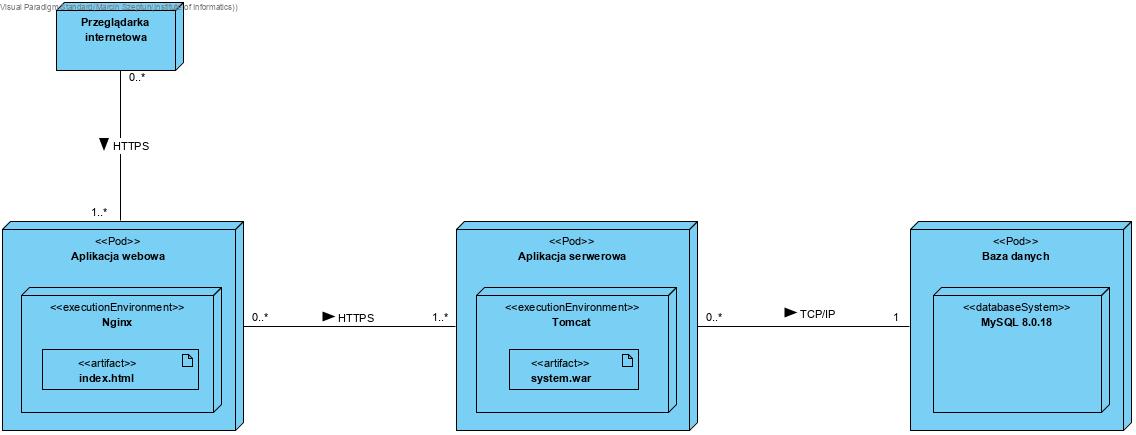 Visual Paradigm Standard(Marcin Szeptun(Institute of Informatics))
Przeglądarka
internetowa
0..*
HTTPS
1..*
<<Pod>>
Aplikacja webowa
<<executionEnvironment>>
Nginx
<<artifact>>
index.html
0..*
HTTPS
1..*
<<Pod>>
Aplikacja serwerowa
<<executionEnvironment>>
Tomcat
<<artifact>>
system.war
0..*
TCP/IP
1
<<Pod>>
Baza danych
<<databaseSystem>>
MySQL 8.0.18